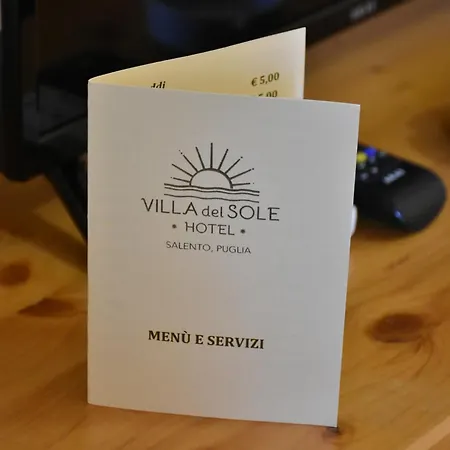 € 5,00
VILLA del SOLE
• HOTEL •
SALENTO, PUGLIA
MENÙ E SERVIZI